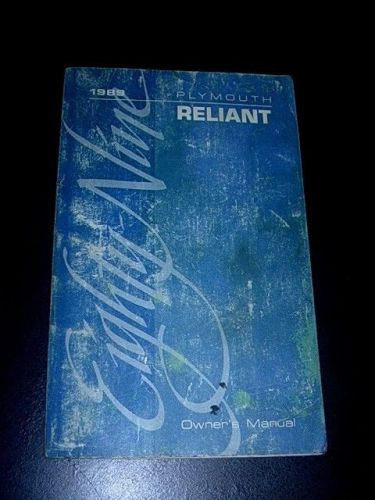 1989
PLYMOUTH
RELIANT
Eighty-Nine
Owner's Manual